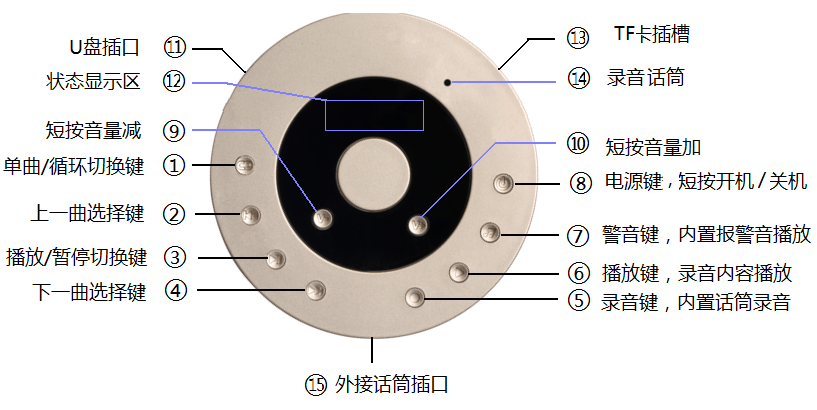 U盘插口 ⑪
状态显示区 ⑫
短按音量减 ⑨
单曲/循环切换键 ①
上一曲选择键 ②
播放/暂停切换键 ③
下一曲选择键 ④
⑬ TF卡插槽
⑭ 录音话筒
⑩ 短按音量加
⑧ 电源键，短按开机/关机
⑦ 警音键，内置报警音播放
⑥ 播放键，录音内容播放
⑤ 录音键，内置话筒录音
⑮ 外接话筒插口